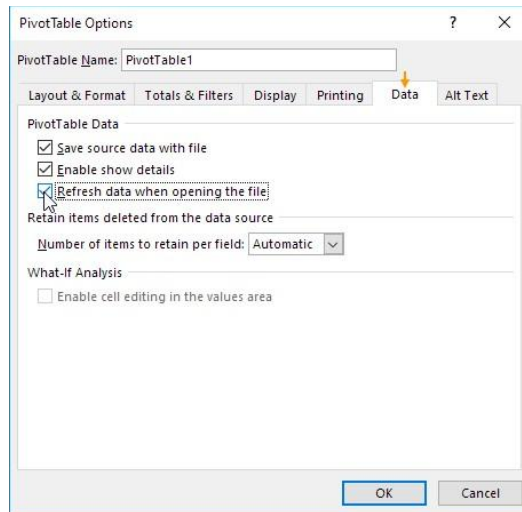 PivotTable Options ? X
PivotTable Name: PivotTable1
Layout & Format Totals & Filters Display Printing Data Alt Text
PivotTable Data
Save source data with file
Enable show details
Refresh data when opening the file
Retain items deleted from the data source
Number of items to retain per field: Automatic
What-If Analysis
Enable cell editing in the values area
OK Cancel